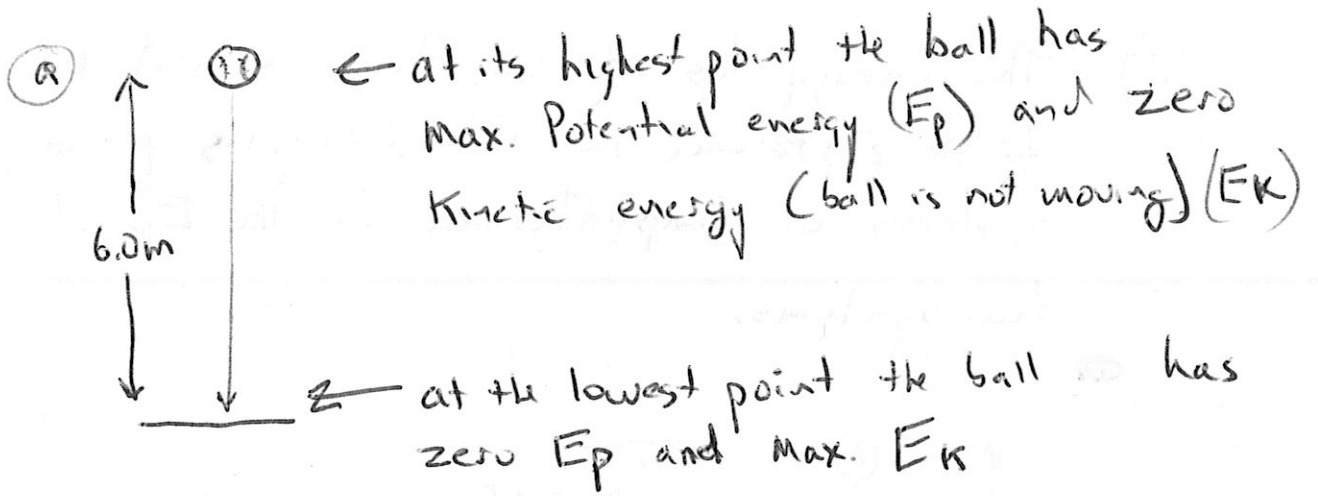 a
← at its highest point the ball has
max. Potential energy (Ep) and zero
Kinetic energy (ball is not moving) (EK)
6.0m
← at the lowest point the ball has
zero Ep and max. EK